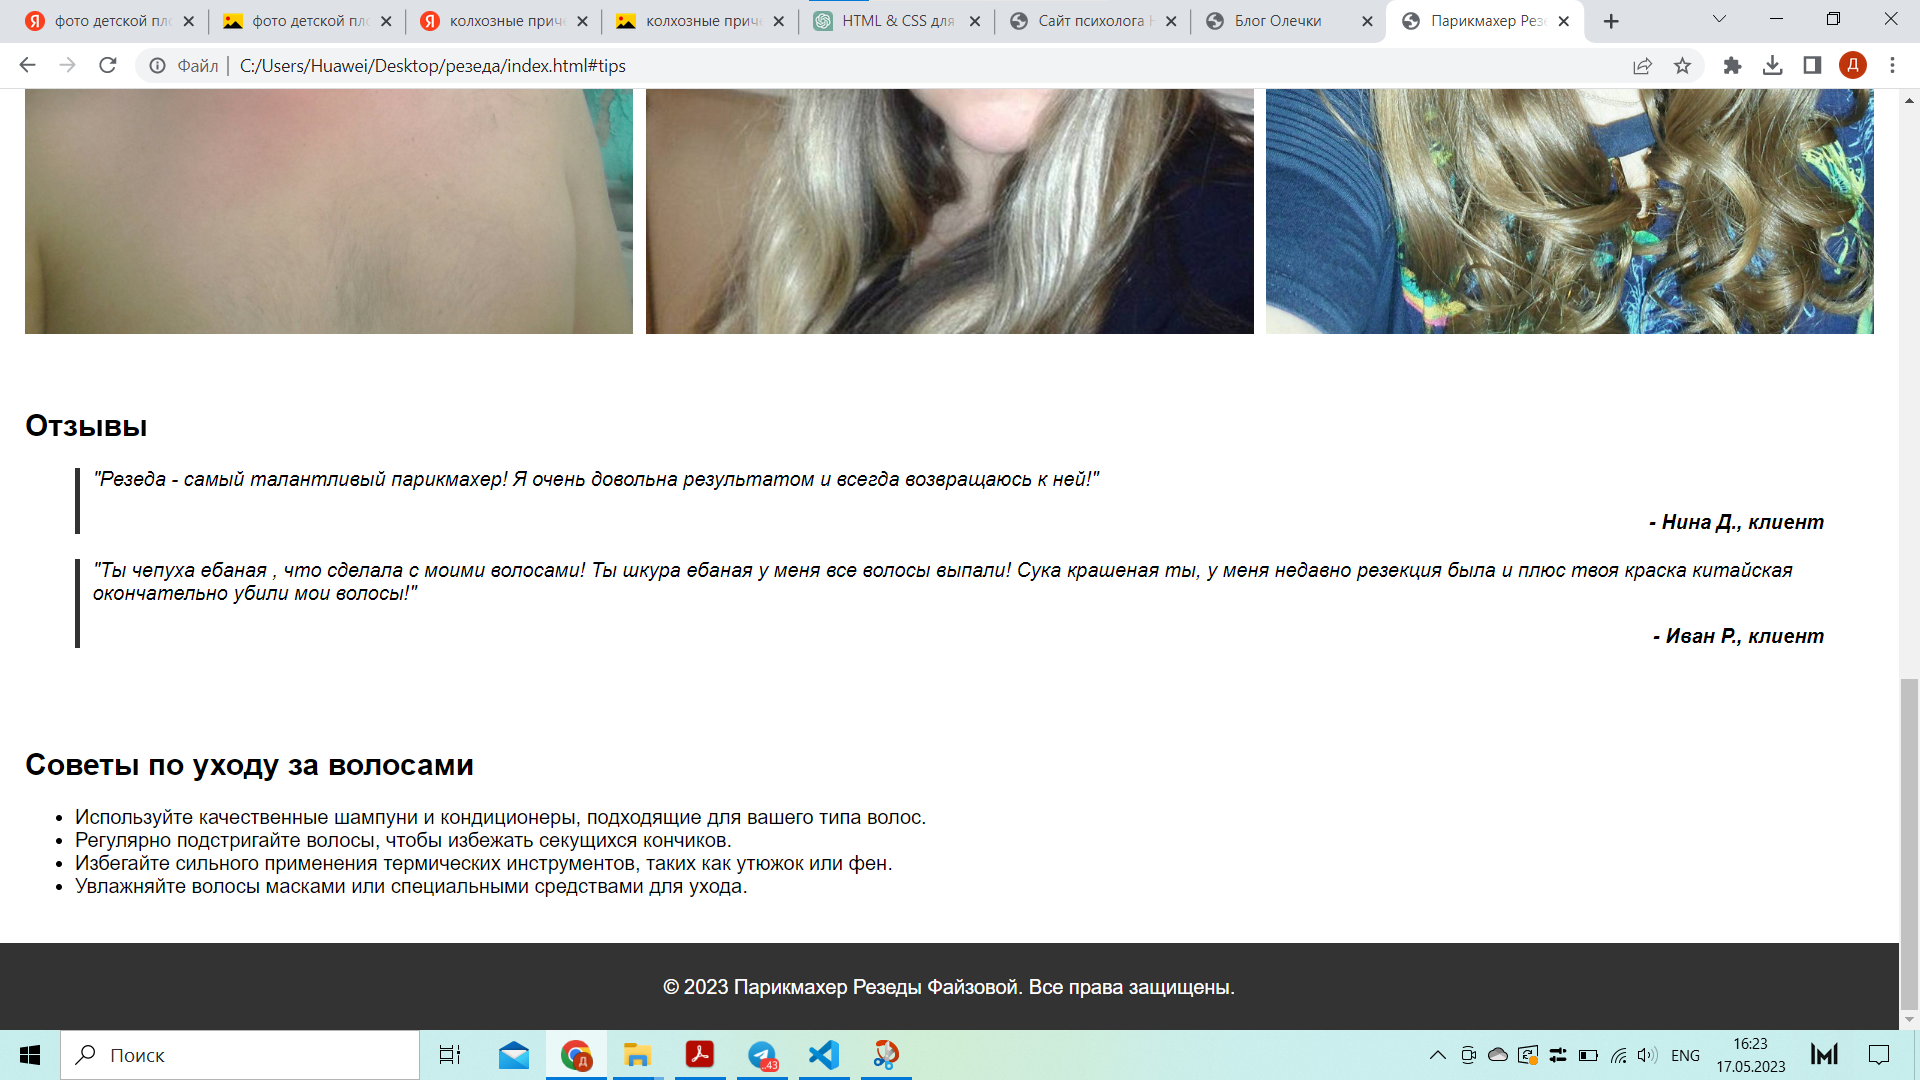 фото детской пл
фото детской пл
колхозные прич
колхозные прич
HTML & CSS для
Сайт психолога
Блог Олечки
Парикмахер Рез
Файл
C:/Users/Huawei/Desktop/резеда/index.html#tips
Д
Отзывы
"Резеда - самый талантливый парикмахер! Я очень довольна результатом и всегда возвращаюсь к ней!"
- Нина Д., клиент
"Ты чепуха ебаная , что сделала с моими волосами! Ты шкура ебаная у меня все волосы выпали! Сука крашеная ты, у меня недавно резекция была и плюс твоя краска китайская
окончательно убили мои волосы!"
- Иван Р., клиент
Советы по уходу за волосами
• Используйте качественные шампуни и кондиционеры, подходящие для вашего типа волос.
• Регулярно подстригайте волосы, чтобы избежать секущихся кончиков.
• Избегайте сильного применения термических инструментов, таких как утюжок или фен.
• Увлажняйте волосы масками или специальными средствами для ухода.
© 2023 Парикмахер Резеды Файзовой. Все права защищены.
Поиск
Д
43
ENG
16:23
17.05.2023